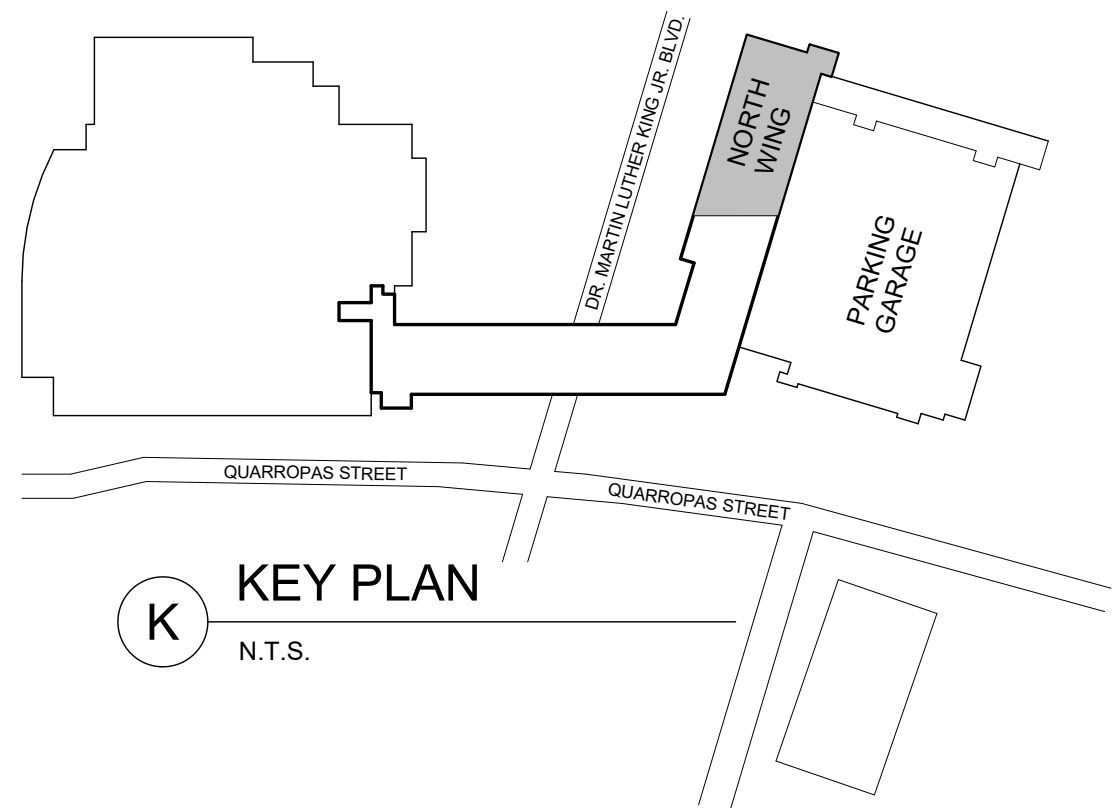 DR. MARTIN LUTHER KING JR. BLVD.
NORTH
WING
PARKING
GARAGE
QUARROPAS STREET
QUARROPAS STREET
K
KEY PLAN
N.T.S.